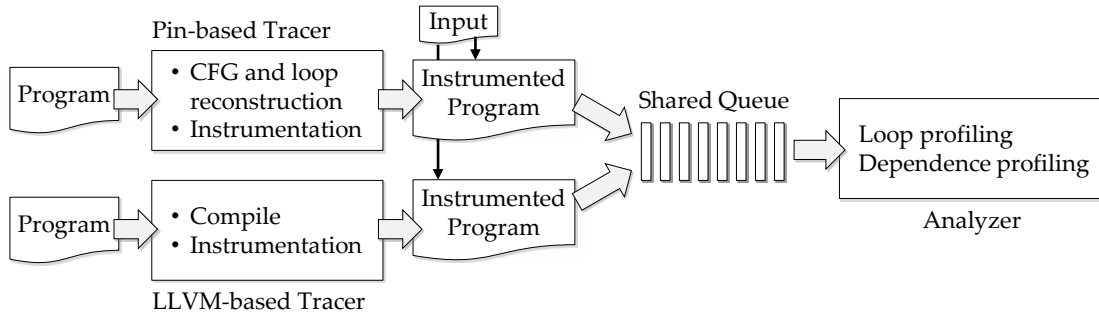 Pin-based Tracer
Input
Program
• CFG and loop
reconstruction
• Instrumentation
Instrumented
Program
Shared Queue
Loop profiling
Dependence profiling
Analyzer
Program
• Compile
• Instrumentation
Instrumented
Program
LLVM-based Tracer